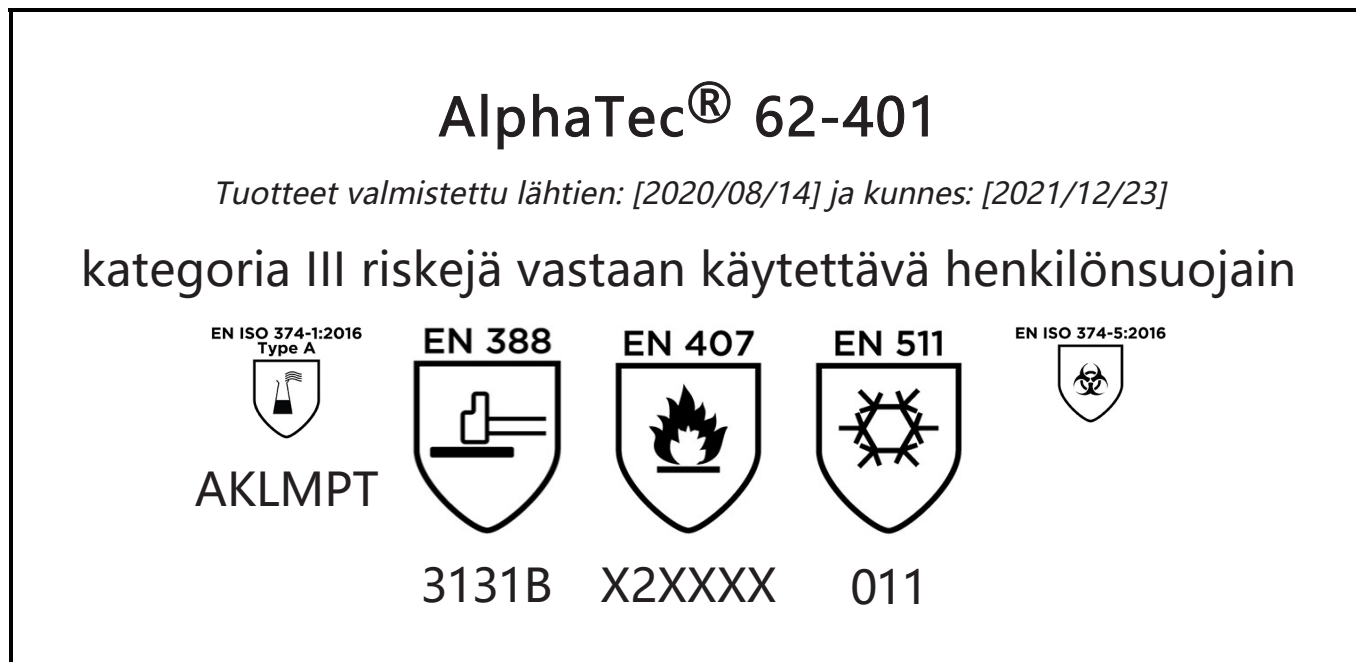 AlphaTec® 62-401
Tuotteet valmistettu lähtien: [2020/08/14] ja kunnes: [2021/12/23]
kategoria III riskejä vastaan käytettävä henkilönsuojain
EN ISO 374-1:2016
Type A
AKLMPT
EN 388
3131B
EN 407
X2XXXX
EN 511
011
EN ISO 374-5:2016